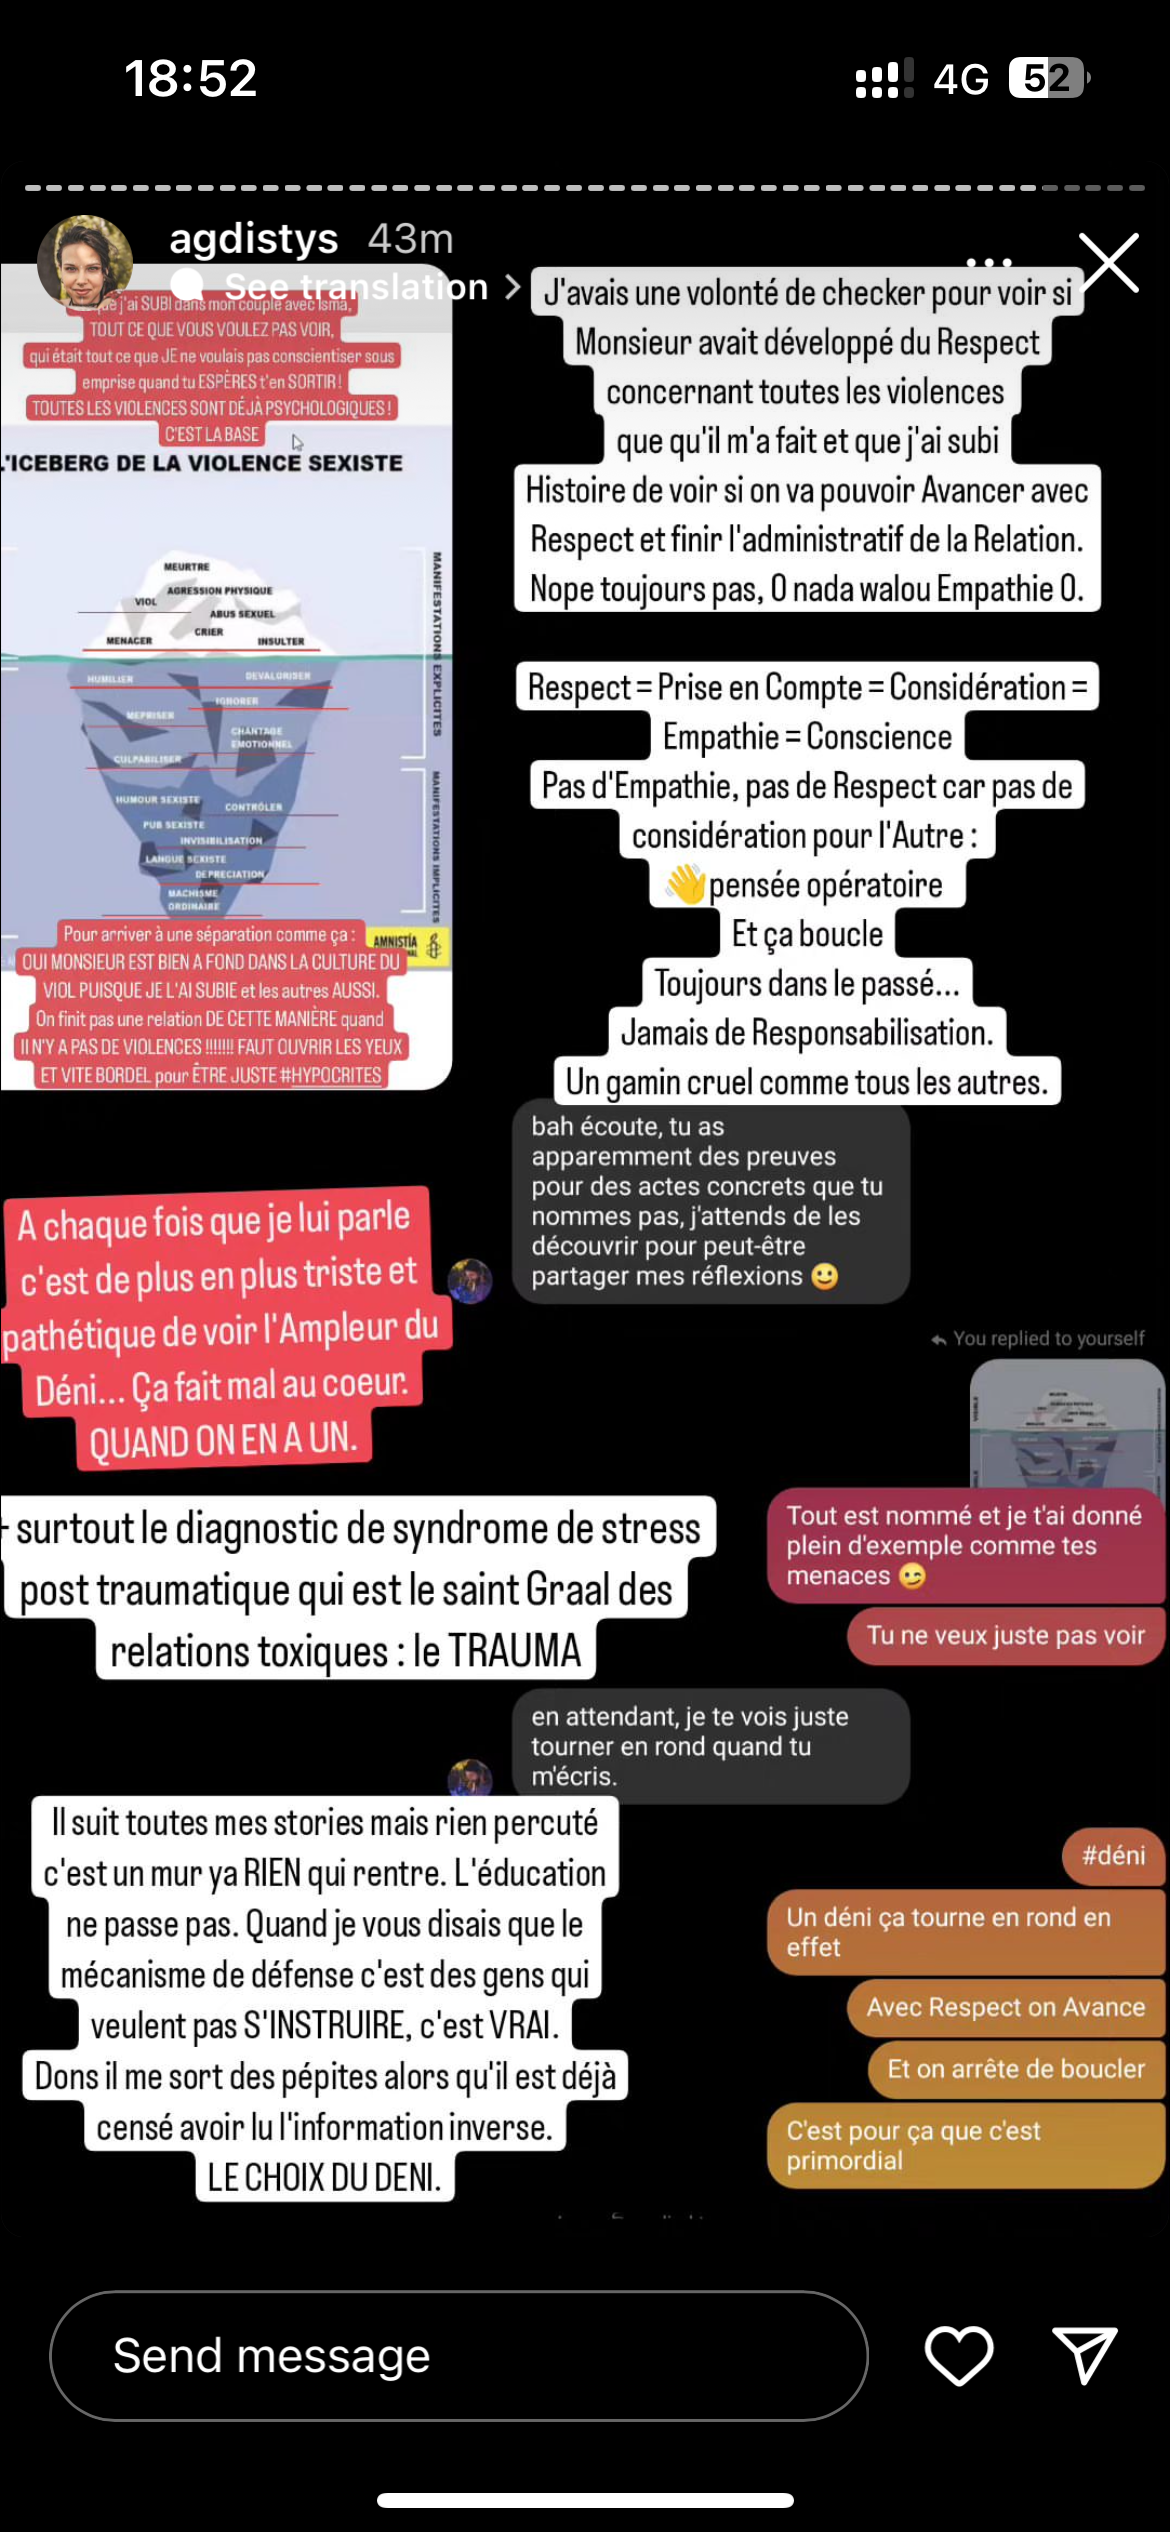 18:52
4G 52
agdistys 43m
See translation >
j'ai SUBI dans mon couple avec Isma,
TOUT CE QUE VOUS VOULEZ PAS VOIR,
qui était tout ce que JE ne voulais pas conscientiser sous
emprise quand tu ESPÈRES t'en SORTIR !
TOUTES LES VIOLENCES SONT DÉJÀ PSYCHOLOGIQUES !
C'EST LA BASE
L'ICEBERG DE LA VIOLENCE SEXISTE
MEURTRE
AGRESSION PHYSIQUE
VIOL
ABUS SEXUEL
CRIER
MENACER
INSULTER
HUMILIER
DEVALORISER
IGNORER
MEPRISER
CHANTAGE
EMOTIONNEL
CULPABILISER
HUMOUR SEXISTE
CONTRÔLER
PUB SEXISTE
INVISIBILISATION
LANGUE SEXISTE
DEPRECIATION
MACHISME
ORDINAIRE
MANIFESTATIONS EXPLICITES
MANIFESTATIONS IMPLICITES
AMNISTÍA
Pour arriver à une séparation comme ça :
OUI MONSIEUR EST BIEN A FOND DANS LA CULTURE DU
VIOL PUISQUE JE L'AI SUBIE et les autres AUSSI.
On finit pas une relation DE CETTE MANIÈRE quand
II N'Y A PAS DE VIOLENCES !!!!!!! FAUT OUVRIR LES YEUX
ET VITE BORDEL pour ÊTRE JUSTE #HYPOCRITES
J'avais une volonté de checker pour voir si
Monsieur avait développé du Respect
concernant toutes les violences
que qu'il m'a fait et que j'ai subi
Histoire de voir si on va pouvoir Avancer avec
Respect et finir l'administratif de la Relation.
Nope toujours pas, 0 nada walou Empathie 0.
Respect = Prise en Compte = Considération =
Empathie = Conscience
Pas d'Empathie, pas de Respect car pas de
considération pour l'Autre :
👋pensée opératoire
Et ça boucle
Toujours dans le passé...
Jamais de Responsabilisation.
Un gamin cruel comme tous les autres.
bah écoute, tu as
apparemment des preuves
pour des actes concrets que tu
nommes pas, j'attends de les
découvrir pour peut-être
partager mes réflexions 🙂
A chaque fois que je lui parle
c'est de plus en plus triste et
pathétique de voir l'Ampleur du
Déni... Ça fait mal au coeur.
QUAND ON EN A UN.
You replied to yourself
Tout est nommé et je t'ai donné
plein d'exemple comme tes
menaces 😉
Tu ne veux juste pas voir
+ surtout le diagnostic de syndrome de stress
post traumatique qui est le saint Graal des
relations toxiques : le TRAUMA
en attendant, je te vois juste
tourner en rond quand tu
m'écris.
Il suit toutes mes stories mais rien percuté
c'est un mur ya RIEN qui rentre. L'éducation
ne passe pas. Quand je vous disais que le
mécanisme de défense c'est des gens qui
veulent pas S'INSTRUIRE, c'est VRAI.
Dons il me sort des pépites alors qu'il est déjà
censé avoir lu l'information inverse.
LE CHOIX DU DENI.
#déni
Un déni ça tourne en rond en
effet
Avec Respect on Avance
Et on arrête de boucler
C'est pour ça que c'est
primordial
Send message